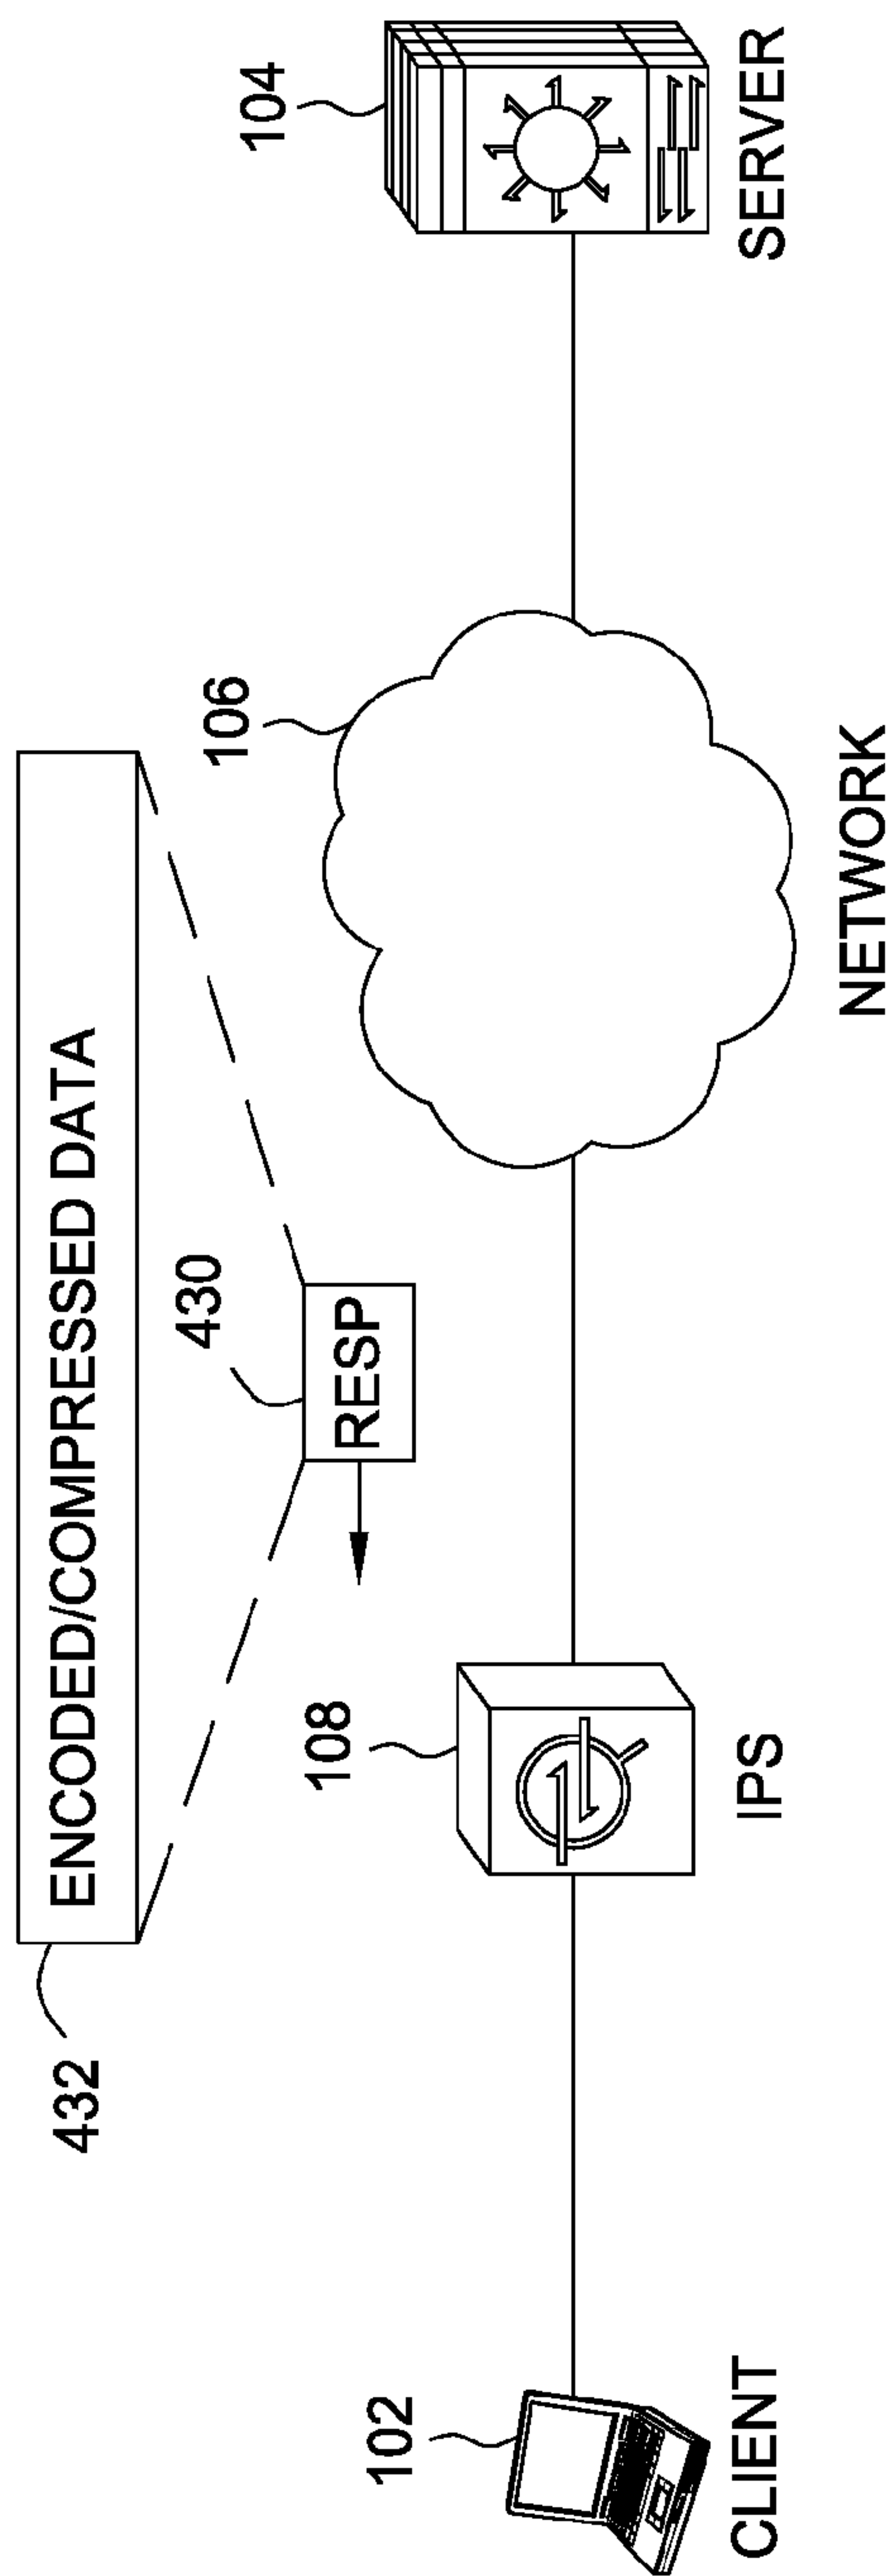 ENCODED/COMPRESSED DATA
432
430
RESP
102
108
106
104
CLIENT
IPS
NETWORK
SERVER